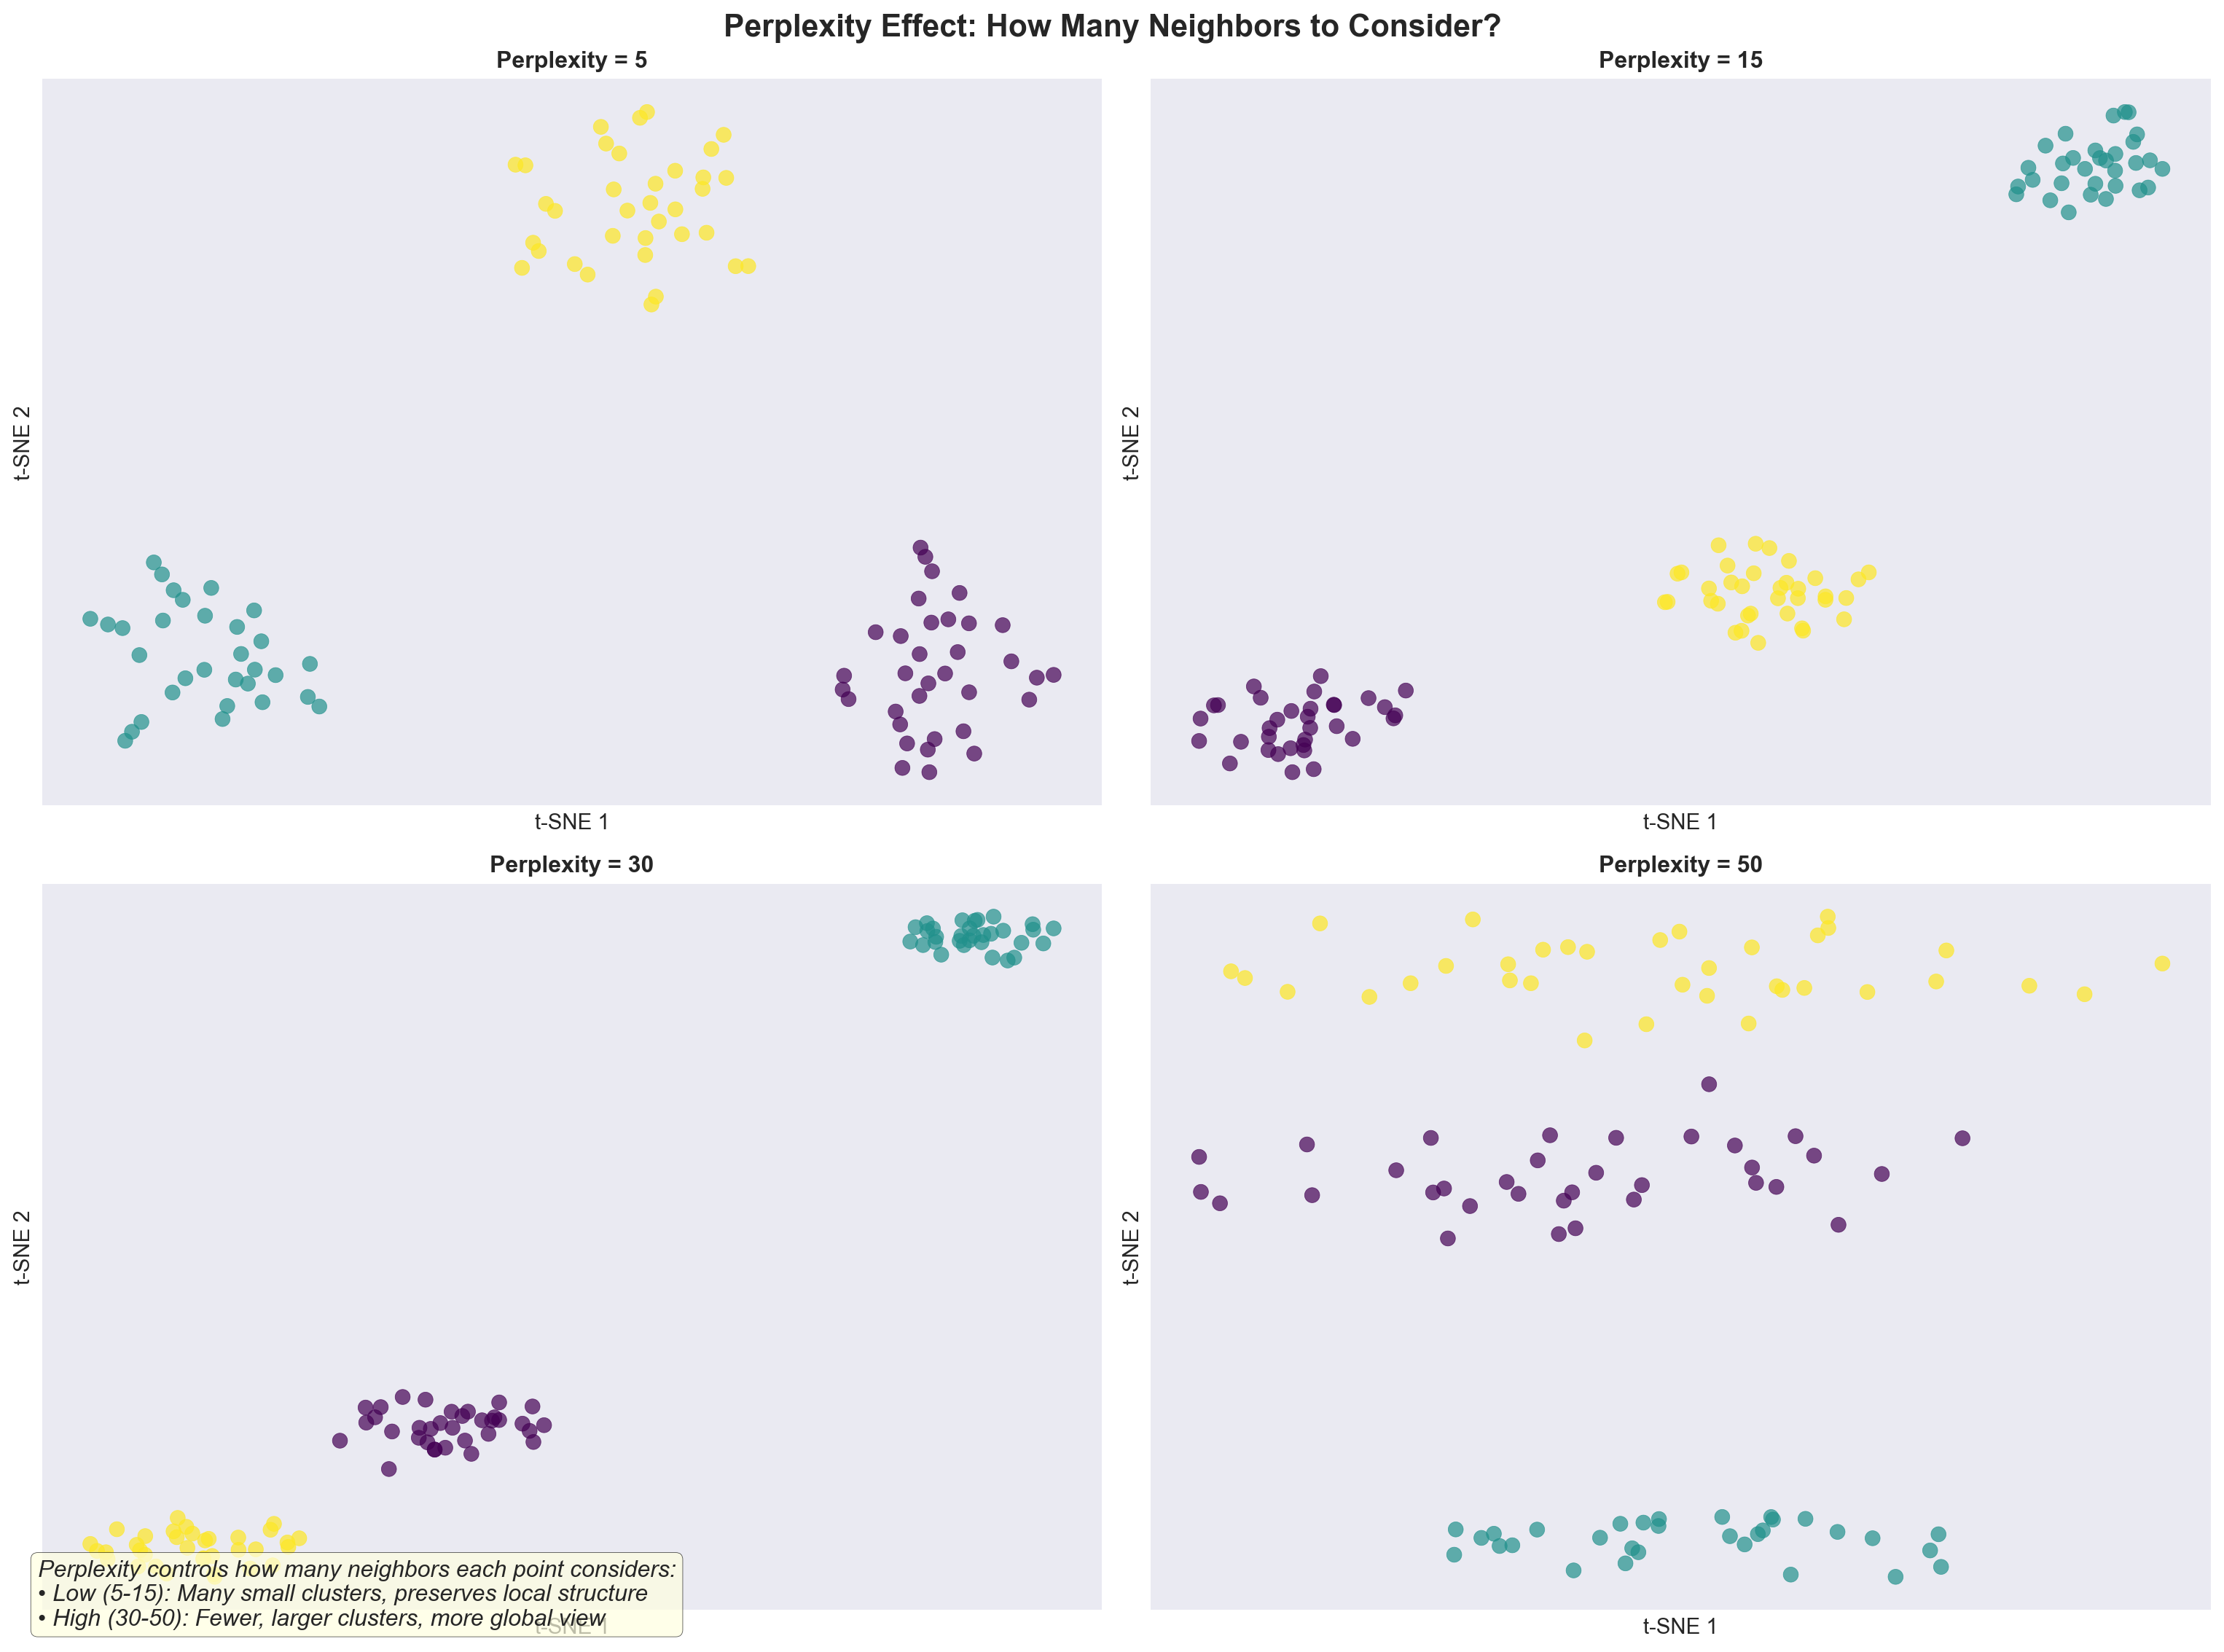 Perplexity Effect: How Many Neighbors to Consider?
Perplexity = 5
Perplexity = 15
t-SNE 2
t-SNE 2
t-SNE 1
t-SNE 1
Perplexity = 30
Perplexity = 50
t-SNE 2
t-SNE 2
Perplexity controls how many neighbors each point considers:
• Low (5-15): Many small clusters, preserves local structure
• High (30-50): Fewer, larger clusters, more global view
t-SNE 1
t-SNE 1